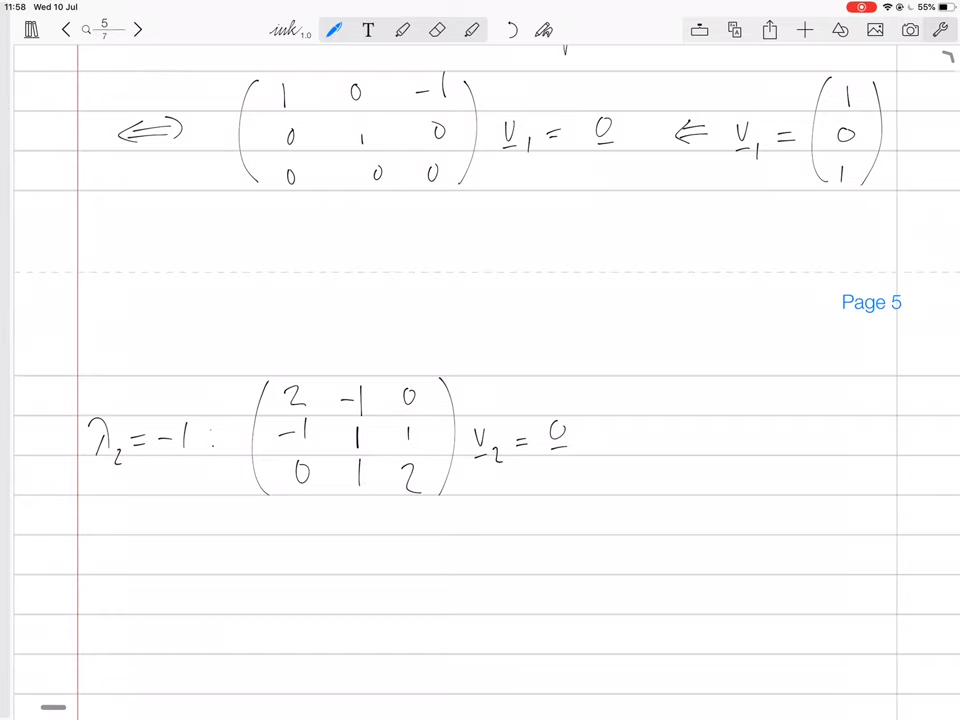 11:58 Wed 10 Jul 55%
5
7
ink 1.0 T
⟺ ( 1 0 -1 ; 0 1 0 ; 0 0 0 ) v₁ = 0 ⇐ v₁ = ( 1 ; 0 ; 1 )
Page 5
λ₂ = -1 : ( 2 -1 0 ; -1 1 1 ; 0 1 2 ) v₂ = 0